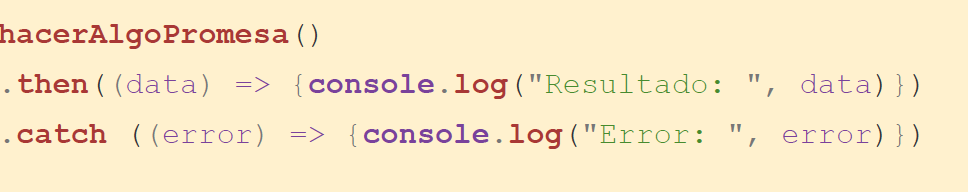 hacerAlgoPromesa()
.then((data) => {console.log("Resultado: ", data)})
.catch ((error) => {console.log("Error: ", error)})